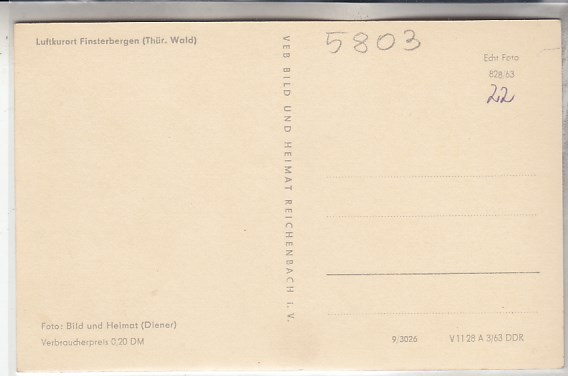 Luftkurort Finsterbergen (Thür. Wald)
5803
Echt Foto
828/63
22
VEB BILD UND HEIMAT REICHENBACH I. V.
Foto: Bild und Heimat (Diener)
Verbraucherpreis 0,20 DM
9/3026 V 11 28 A 3/63 DDR